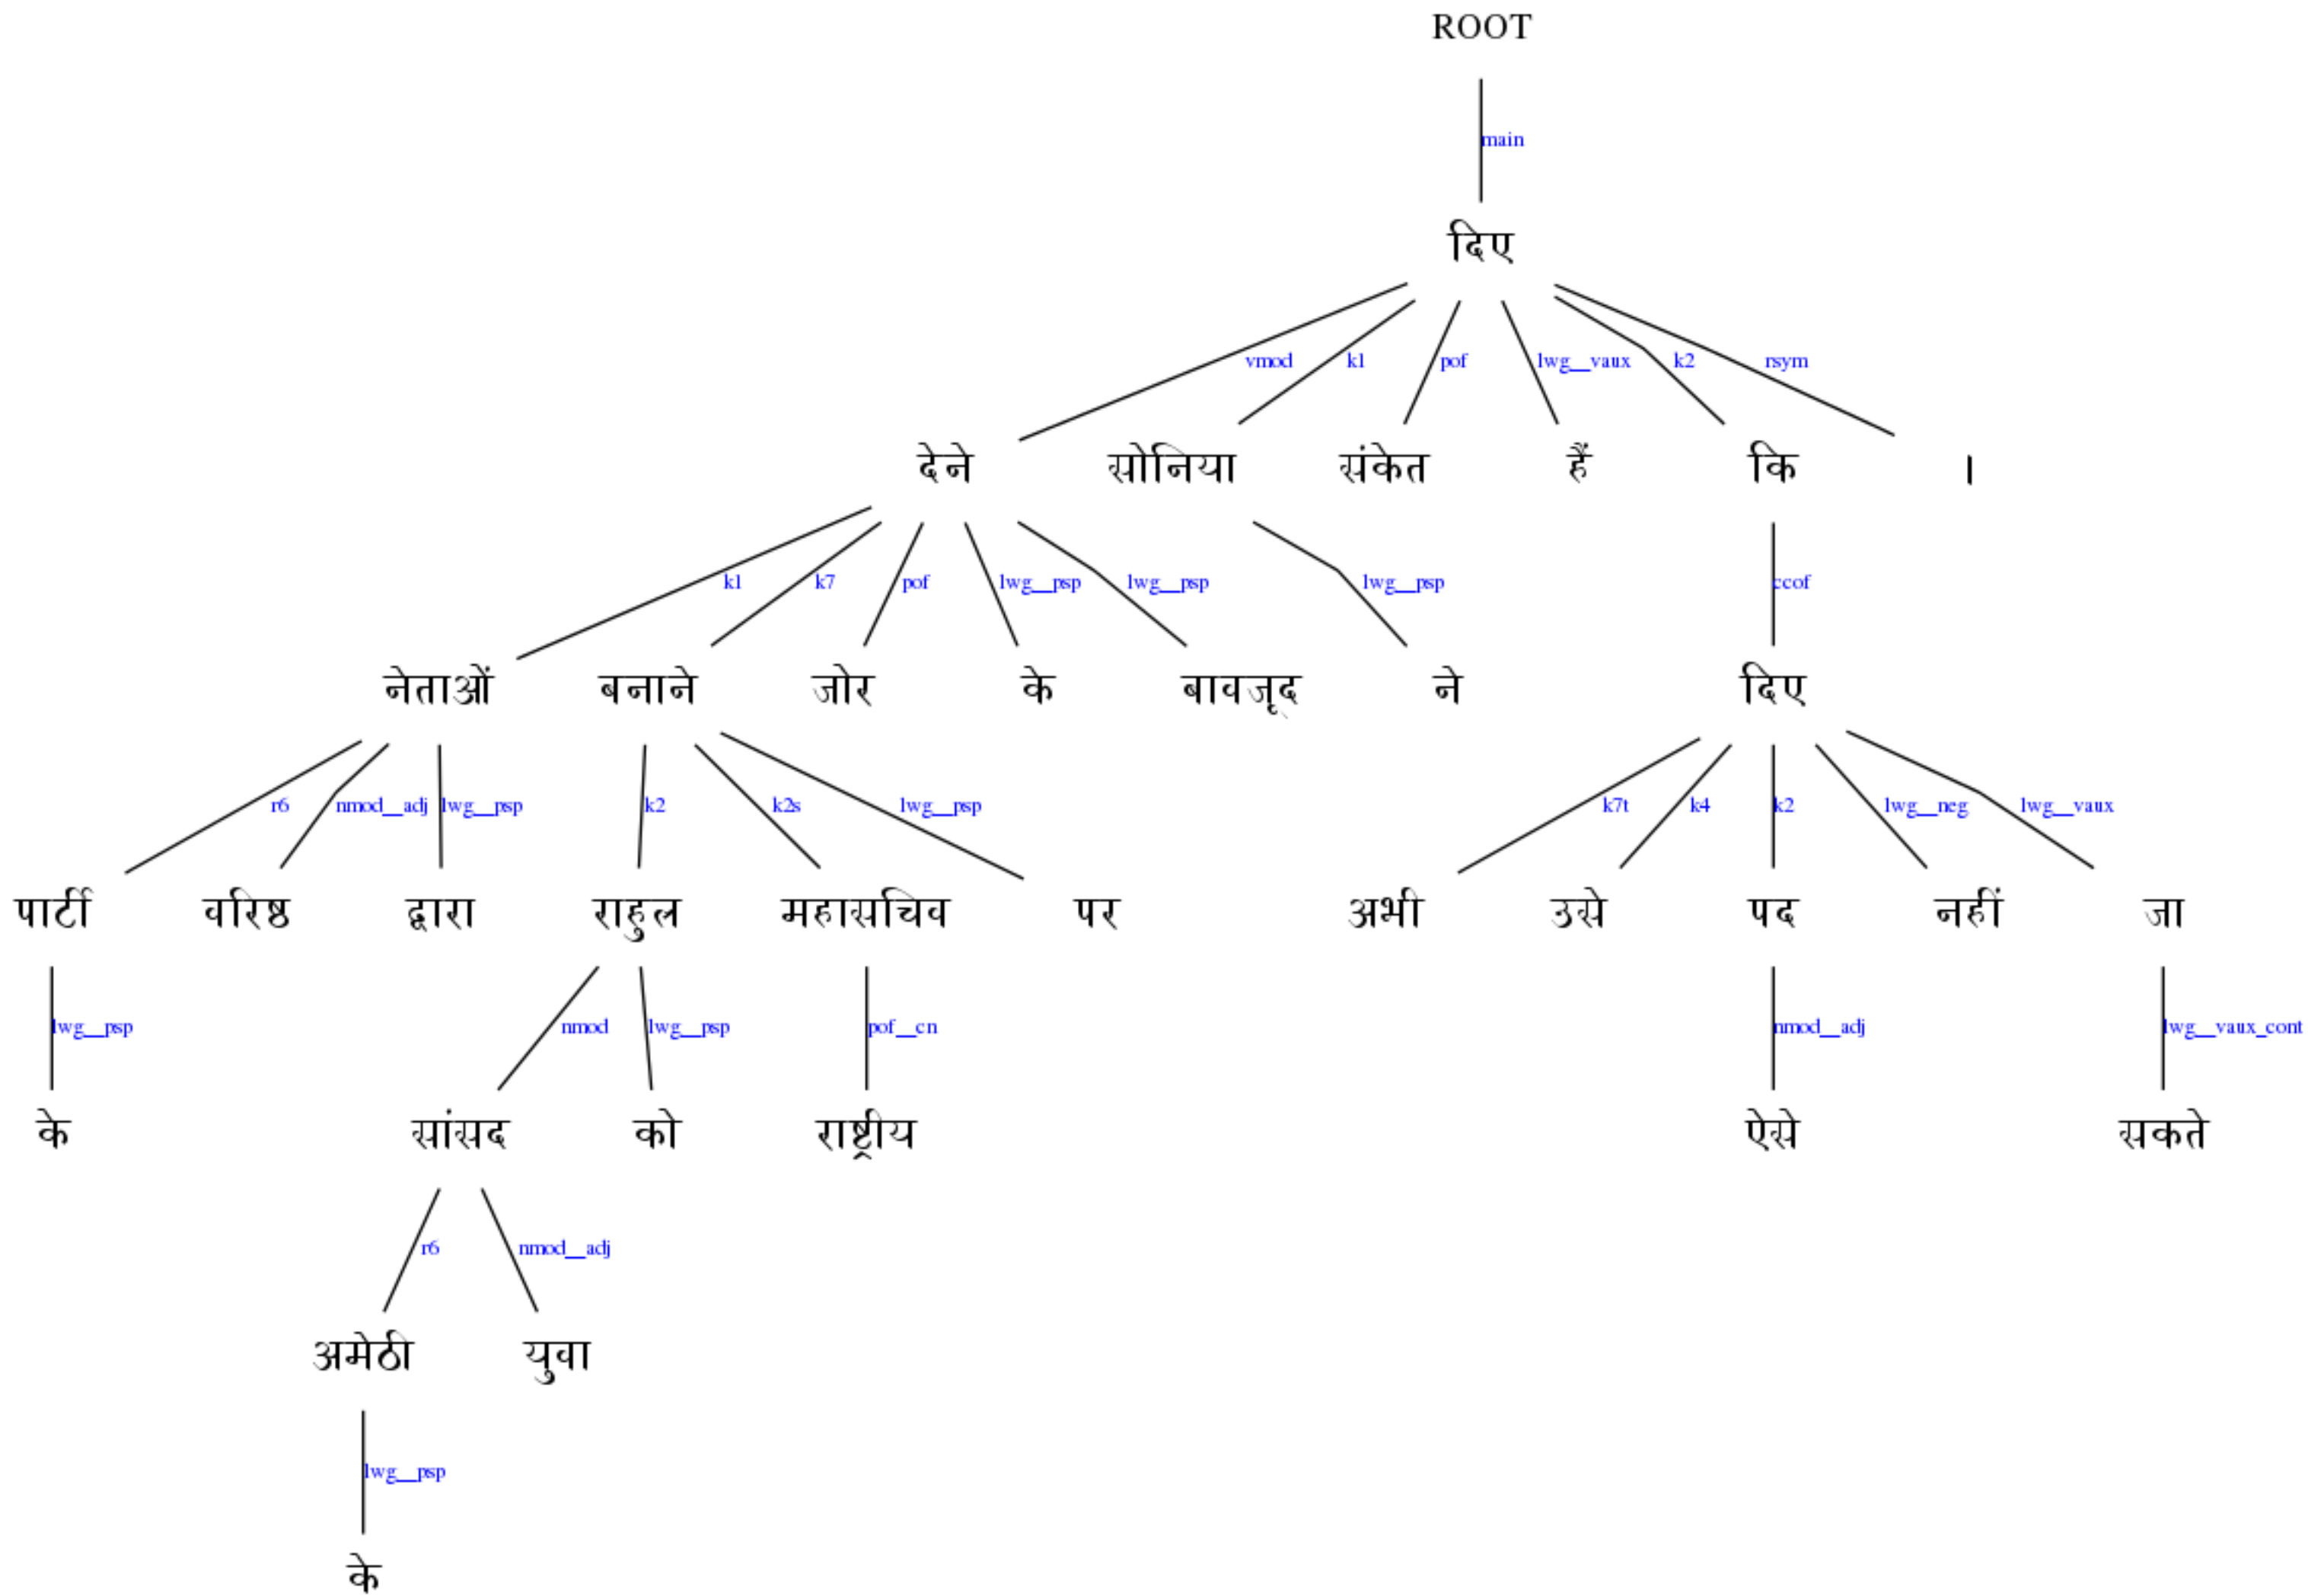 ROOT
main
दिए
vmod k1 pof lwg__vaux k2 rsym
देने सोनिया संकेत हैं कि ।
k1 k7 pof lwg__psp lwg__psp lwg__psp ccof
नेताओं बनाने जोर के बावजूद ने दिए
r6 nmod__adj lwg__psp k2 k2s lwg__psp k7t k4 k2 lwg__neg lwg__vaux
पार्टी वरिष्ठ द्वारा राहुल महासचिव पर अभी उसे पद नहीं जा
lwg__psp nmod lwg__psp pof__cn nmod__adj lwg__vaux_cont
के सांसद को राष्ट्रीय ऐसे सकते
r6 nmod__adj
अमेठी युवा
lwg__psp
के